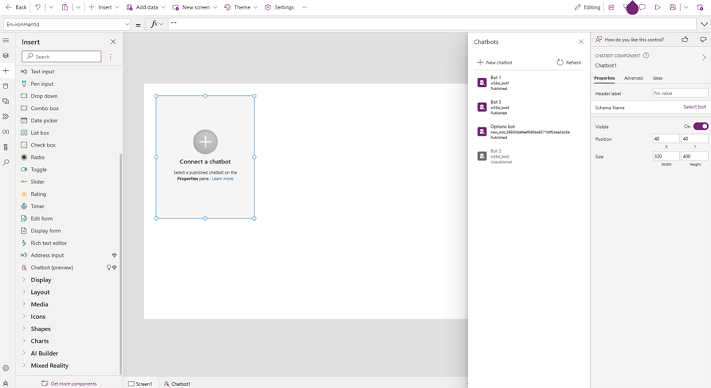 Back
Insert
Add data
New screen
Theme
Settings
Editing
EnvironmentId
=
fx
""
Insert
Search
Text input
Pen input
Drop down
Combo box
Date picker
List box
Check box
Radio
Toggle
Slider
Rating
Timer
Edit form
Display form
Rich text editor
Address input
Chatbot (preview)
Display
Layout
Media
Icons
Shapes
Charts
AI Builder
Mixed Reality
Get more components
Connect a chatbot
Select a published chatbot on the
Properties pane. Learn more
Screen1
Chatbot1
Chatbots
New chatbot
Refresh
Bot 1
Published
Bot 3
Published
Options bot
Published
Bot 2
Unpublished
How do you like this control?
CHATBOT COMPONENT
Chatbot1
Properties
Advanced
Ideas
Header label
No value
Schema Name
Select bot
Visible
On
Position
40
40
X
Y
Size
320
400
Width
Height